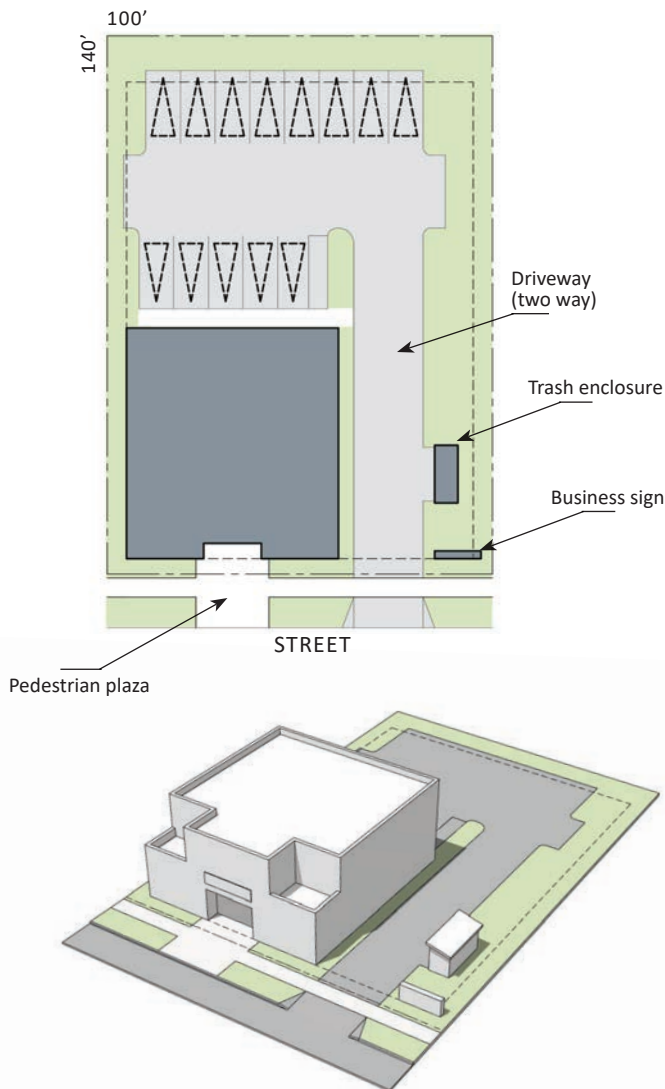 100’
140’
Driveway
(two way)
Trash enclosure
Business sign
STREET
Pedestrian plaza